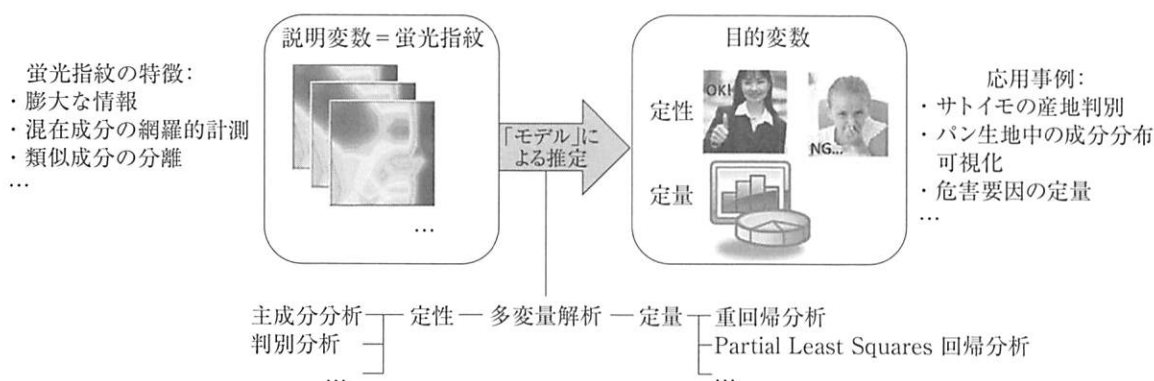 説明変数＝蛍光指紋
目的変数
蛍光指紋の特徴：
・膨大な情報
・混在成分の網羅的計測
・類似成分の分離
…
…
「モデル」に
よる推定
定性
OK!
NG...
定量
応用事例：
・サトイモの産地判別
・パン生地中の成分分布
可視化
・危害要因の定量
…
主成分分析
判別分析
…
定性
多変量解析
定量
重回帰分析
Partial Least Squares 回帰分析
…